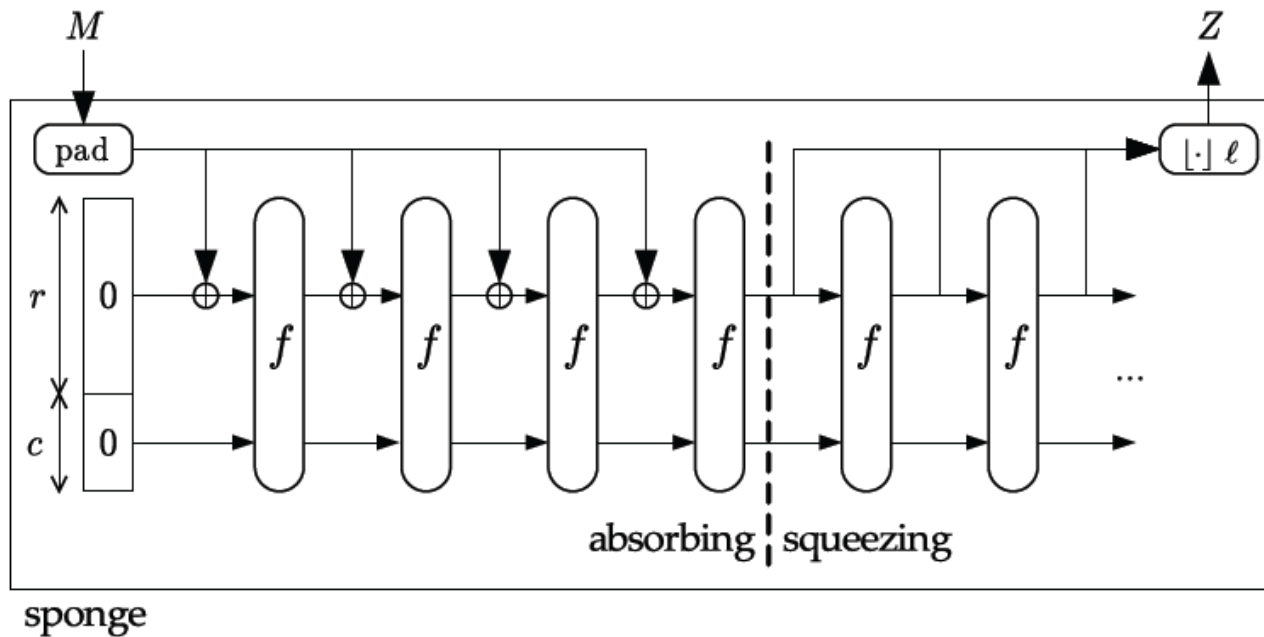 M Z
pad ⌊·⌋ ℓ
r 0 f f f f f f
...
c 0
absorbing squeezing
sponge